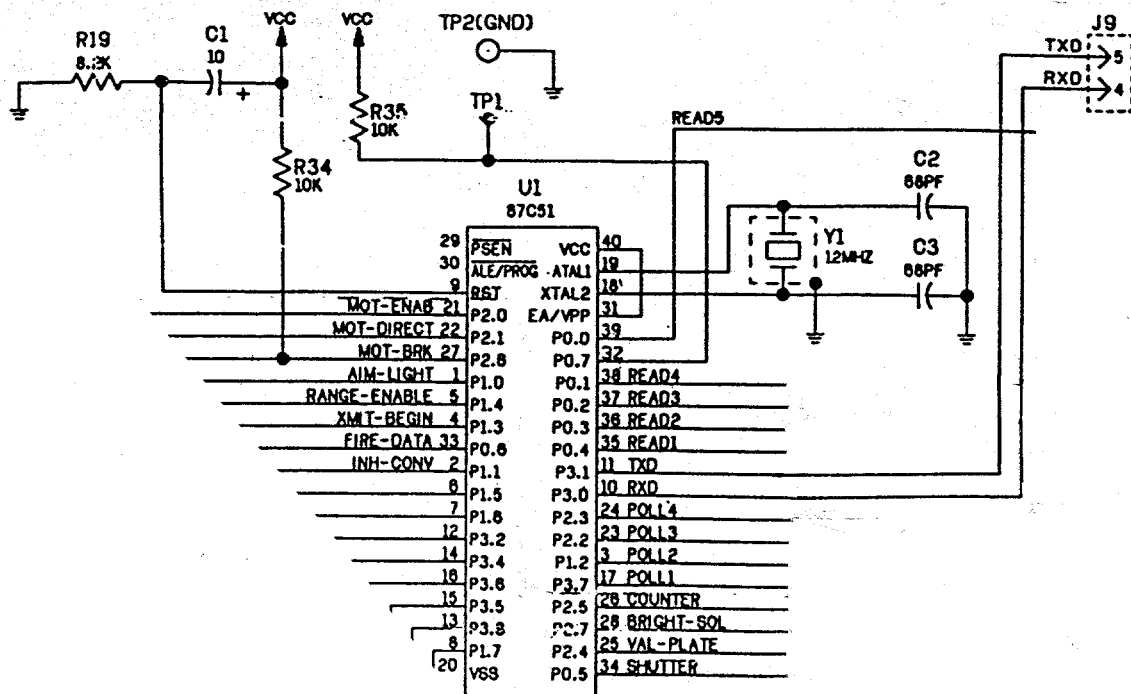 VCC
VCC
TP2(GND)
J9
R19
8.2K
C1
10
+
TXD
5
RXD
4
R35
10K
TP1
READ5
R34
10K
C2
68PF
U1
87C51
Y1
12MHZ
C3
68PF
29 PSEN
VCC 40
30 ALE/PROG
XTAL1 19
9 RST
XTAL2 18
MOT-ENAB 21 P2.0
EA/VPP 31
MOT-DIRECT 22 P2.1
P0.0 39
MOT-BRK 27 P2.6
P0.7 32
AIM-LIGHT 1 P1.0
P0.1 38 READ4
RANGE-ENABLE 5 P1.4
P0.2 37 READ3
XMIT-BEGIN 4 P1.3
P0.3 36 READ2
FIRE-DATA 33 P0.6
P0.4 35 READ1
INH-CONV 2 P1.1
P3.1 11 TXD
6 P1.5
P3.0 10 RXD
7 P1.6
P2.3 24 POLL4
12 P3.2
P2.2 23 POLL3
14 P3.4
P1.2 3 POLL2
16 P3.6
P3.7 17 POLL1
15 P3.5
P2.5 26 COUNTER
13
P2.7 28 BRIGHT-SOL
8 P1.7
P2.4 25 VAL-PLATE
20 VSS
P0.5 34 SHUTTER